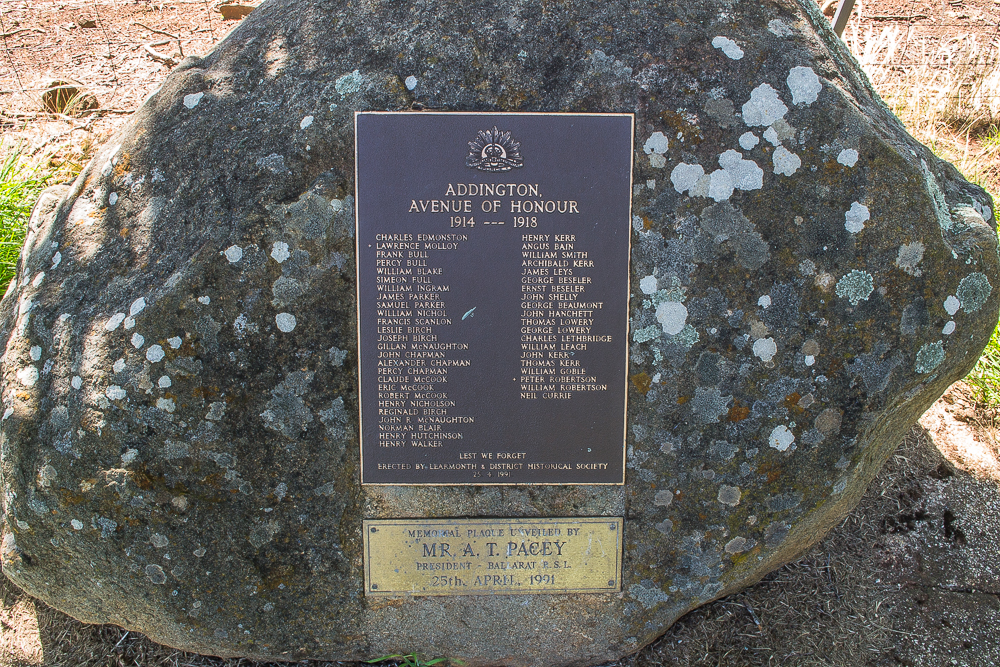 ADDINGTON.
AVENUE OF HONOUR
1914 --- 1918
CHARLES EDMONSTON
• LAWRENCE MOLLOY
FRANK BULL
PERCY BULL
WILLIAM BLAKE
SIMEON FULL
WILLIAM INGRAM
JAMES PARKER
SAMUEL PARKER
WILLIAM NICHOL
FRANCIS SCANLON
LESLIE BIRCH
JOSEPH BIRCH
GILLAN McNAUGHTON
JOHN CHAPMAN
ALEXANDER CHAPMAN
PERCY CHAPMAN
CLAUDE McCOOK
ERIC McCOOK
ROBERT McCOOK
HENRY NICHOLSON
REGINALD BIRCH
JOHN R McNAUGHTON
NORMAN BLAIR
HENRY HUTCHINSON
HENRY WALKER
HENRY KERR
ANGUS BAIN
WILLIAM SMITH
ARCHIBALD KERR
JAMES LEYS
GEORGE BESELER
ERNST BESELER
JOHN SHELLY
GEORGE BEAUMONT
JOHN HANCHETT
THOMAS LOWERY
GEORGE LOWERY
CHARLES LETHBRIDGE
WILLIAM LEACH
JOHN KERR
THOMAS KERR
WILLIAM GOBLE
• PETER ROBERTSON
WILLIAM ROBERTSON
NEIL CURRIE
LEST WE FORGET
ERECTED BY: LEARMONTH & DISTRICT HISTORICAL SOCIETY
25 4 1991
MEMORIAL PLAQUE UNVEILED BY
MR. A. T. PACEY
PRESIDENT - BALLARAT R.S.L.
25th, APRIL, 1991